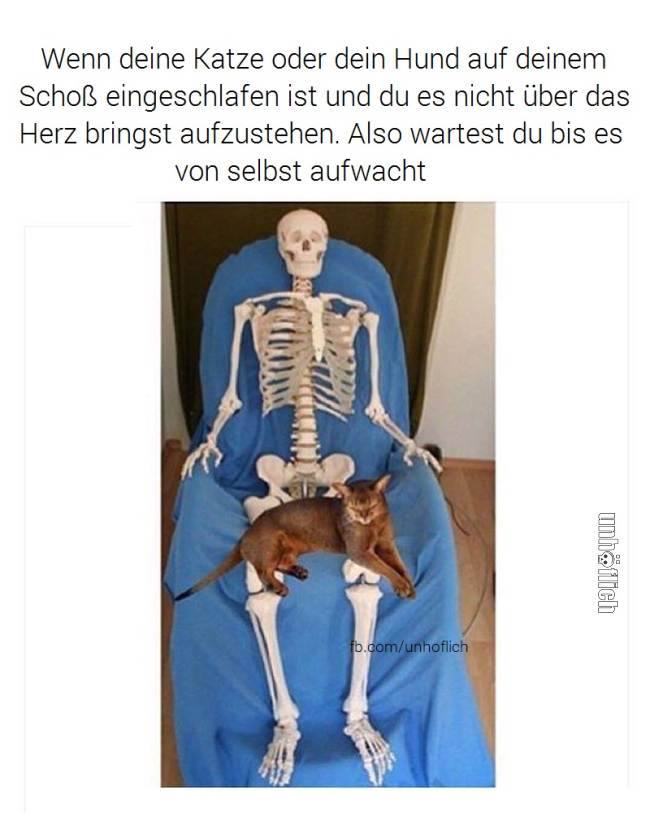 Wenn deine Katze oder dein Hund auf deinem
Schoß eingeschlafen ist und du es nicht über das
Herz bringst aufzustehen. Also wartest du bis es
von selbst aufwacht
unhöflich
fb.com/unhoflich